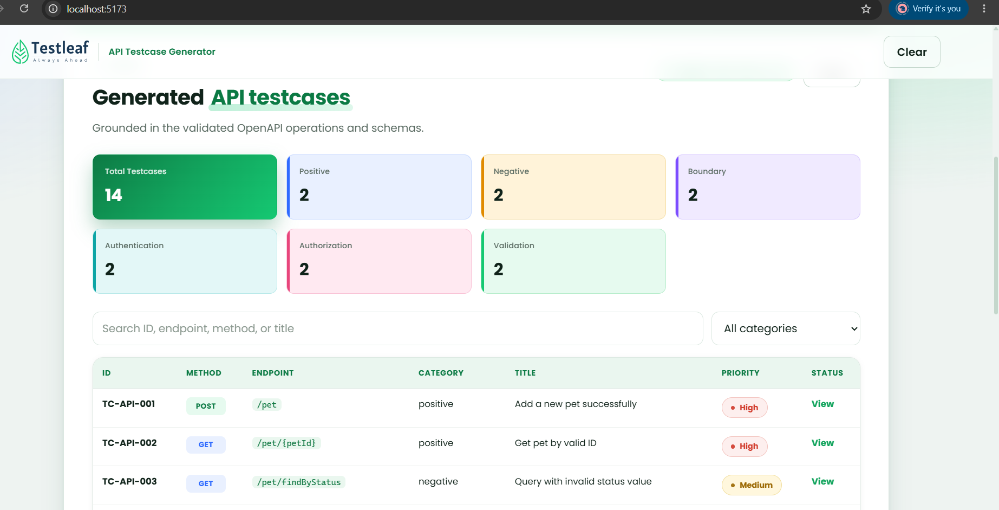 localhost:5173
Verify it's you
Testleaf
Always Ahead
API Testcase Generator
Clear
Generated API testcases
Grounded in the validated OpenAPI operations and schemas.
Total Testcases
14
Positive
2
Negative
2
Boundary
2
Authentication
2
Authorization
2
Validation
2
Search ID, endpoint, method, or title
All categories
ID METHOD ENDPOINT CATEGORY TITLE PRIORITY STATUS
TC-API-001 POST /pet positive Add a new pet successfully High View
TC-API-002 GET /pet/{petId} positive Get pet by valid ID High View
TC-API-003 GET /pet/findByStatus negative Query with invalid status value Medium View